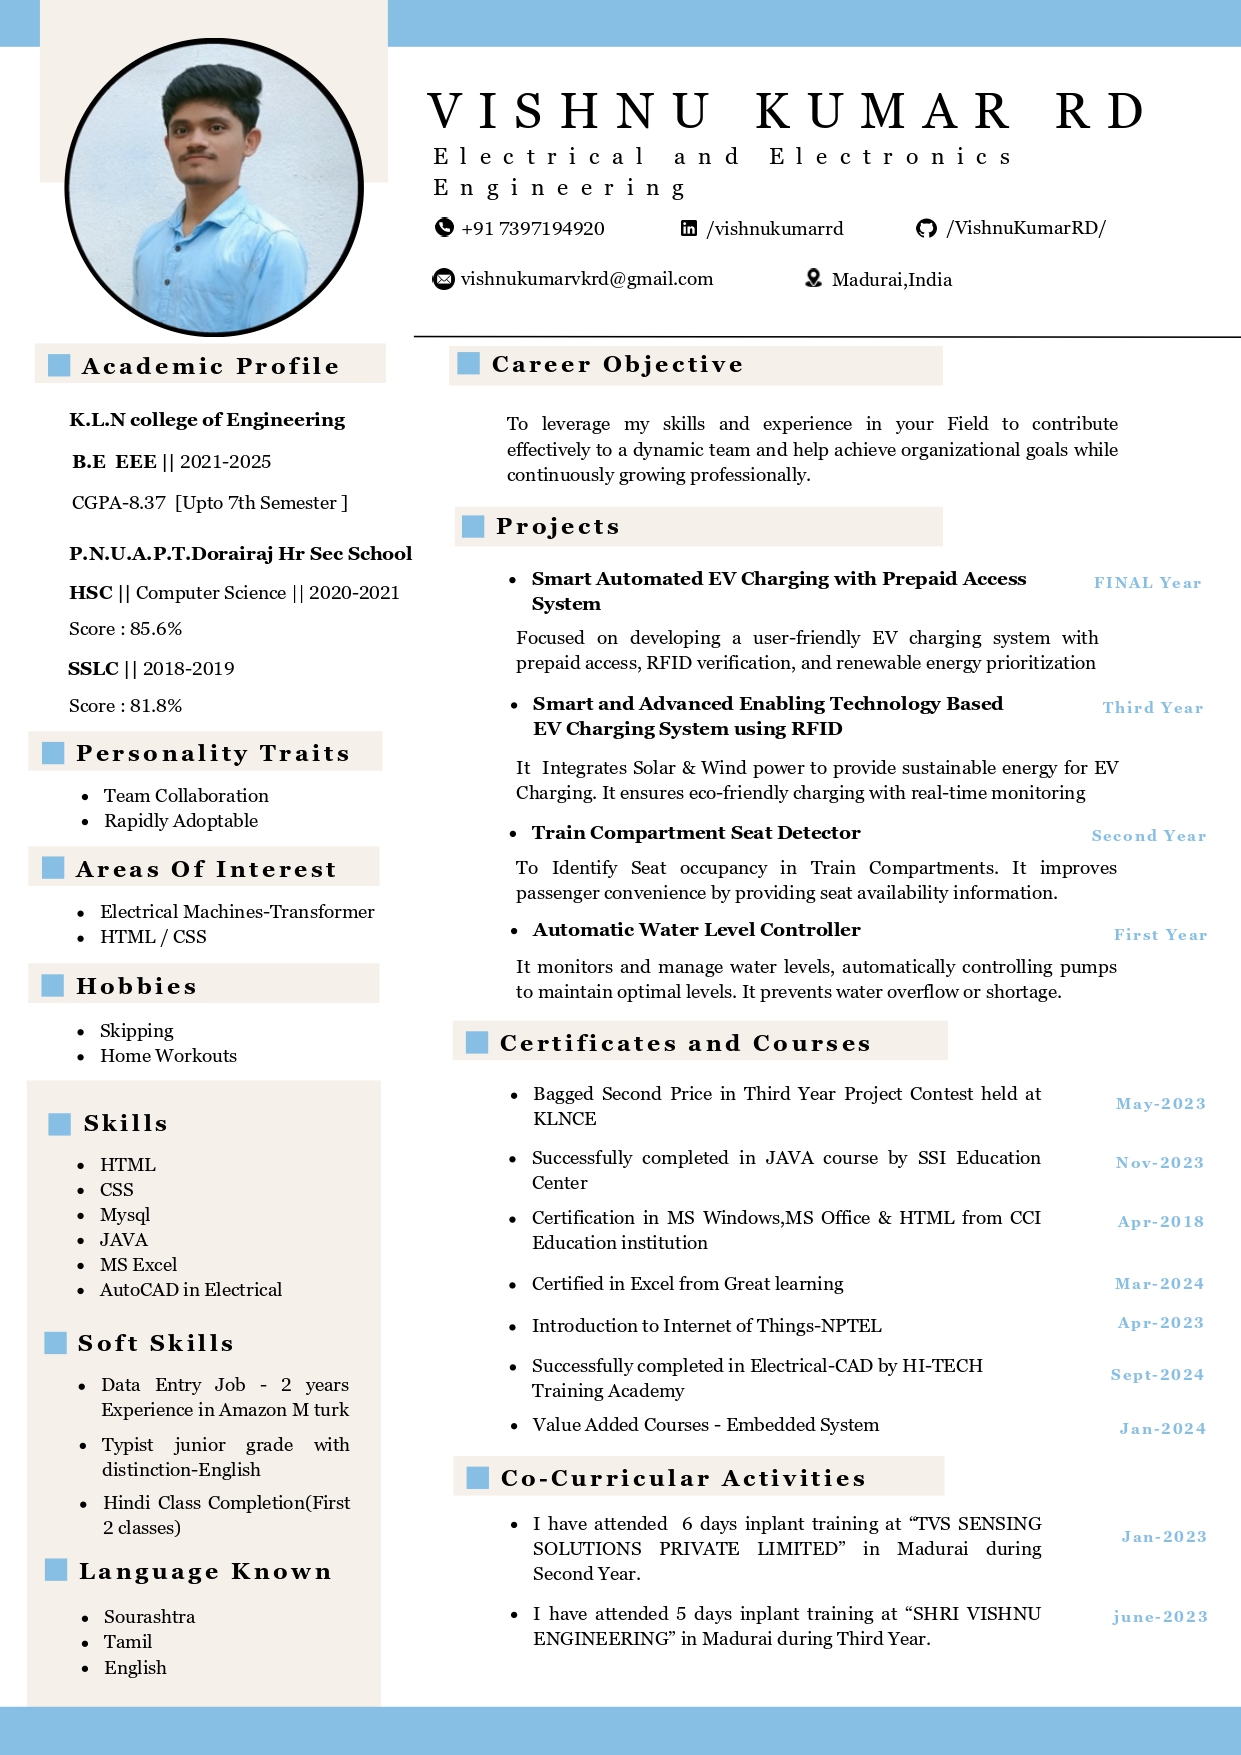 VISHNU KUMAR RD
Electrical and Electronics
Engineering
+91 7397194920
/vishnukumarrd
/VishnuKumarRD/
vishnukumarvkrd@gmail.com
Madurai,India
Academic Profile
K.L.N college of Engineering
B.E  EEE || 2021-2025
CGPA-8.37  [Upto 7th Semester ]
P.N.U.A.P.T.Dorairaj Hr Sec School
HSC || Computer Science || 2020-2021
Score : 85.6%
SSLC || 2018-2019
Score : 81.8%
Personality Traits
• Team Collaboration
• Rapidly Adoptable
Areas Of Interest
• Electrical Machines-Transformer
• HTML / CSS
Hobbies
• Skipping
• Home Workouts
Skills
• HTML
• CSS
• Mysql
• JAVA
• MS Excel
• AutoCAD in Electrical
Soft Skills
• Data Entry Job - 2 years
Experience in Amazon M turk
• Typist junior grade with
distinction-English
• Hindi Class Completion(First
2 classes)
Language Known
• Sourashtra
• Tamil
• English
Career Objective
To leverage my skills and experience in your Field to contribute
effectively to a dynamic team and help achieve organizational goals while
continuously growing professionally.
Projects
• Smart Automated EV Charging with Prepaid Access
System
FINAL Year
Focused on developing a user-friendly EV charging system with
prepaid access, RFID verification, and renewable energy prioritization
• Smart and Advanced Enabling Technology Based
EV Charging System using RFID
Third Year
It  Integrates Solar & Wind power to provide sustainable energy for EV
Charging. It ensures eco-friendly charging with real-time monitoring
• Train Compartment Seat Detector
Second Year
To Identify Seat occupancy in Train Compartments. It improves
passenger convenience by providing seat availability information.
• Automatic Water Level Controller
First Year
It monitors and manage water levels, automatically controlling pumps
to maintain optimal levels. It prevents water overflow or shortage.
Certificates and Courses
• Bagged Second Price in Third Year Project Contest held at
KLNCE
May-2023
• Successfully completed in JAVA course by SSI Education
Center
Nov-2023
• Certification in MS Windows,MS Office & HTML from CCI
Education institution
Apr-2018
• Certified in Excel from Great learning
Mar-2024
• Introduction to Internet of Things-NPTEL
Apr-2023
• Successfully completed in Electrical-CAD by HI-TECH
Training Academy
Sept-2024
• Value Added Courses - Embedded System
Jan-2024
Co-Curricular Activities
• I have attended  6 days inplant training at “TVS SENSING
SOLUTIONS PRIVATE LIMITED” in Madurai during
Second Year.
Jan-2023
• I have attended 5 days inplant training at “SHRI VISHNU
ENGINEERING” in Madurai during Third Year.
june-2023